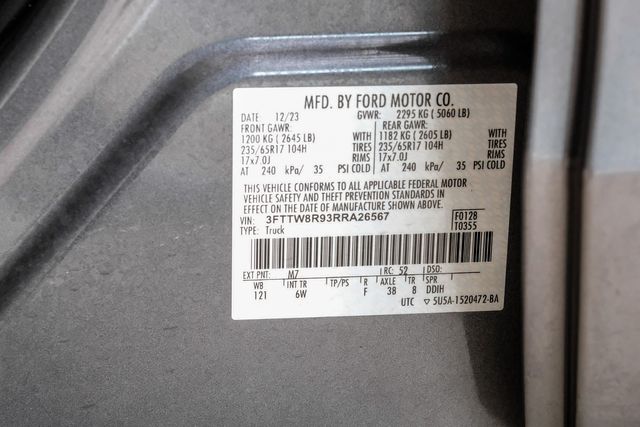 MFD. BY FORD MOTOR CO.
DATE: 12/23 GVWR: 2295 KG ( 5060 LB)
FRONT GAWR: REAR GAWR:
1200 KG ( 2645 LB) WITH 1182 KG ( 2605 LB) WITH
235/65R17 104H TIRES 235/65R17 104H TIRES
17x7.0J RIMS 17x7.0J RIMS
AT 240 kPa/ 35 PSI COLD AT 240 kPa/ 35 PSI COLD
THIS VEHICLE CONFORMS TO ALL APPLICABLE FEDERAL MOTOR
VEHICLE SAFETY AND THEFT PREVENTION STANDARDS IN
EFFECT ON THE DATE OF MANUFACTURE SHOWN ABOVE.
VIN: 3FTTW8R93RRA26567 F0128
TYPE: Truck T0355
EXT PNT: M7 RC: 52 DSO:
WB INT TR TP/PS R AXLE TR SPR
121 6W F 38 8 DDIH
UTC ▽ 5U5A-1520472-BA